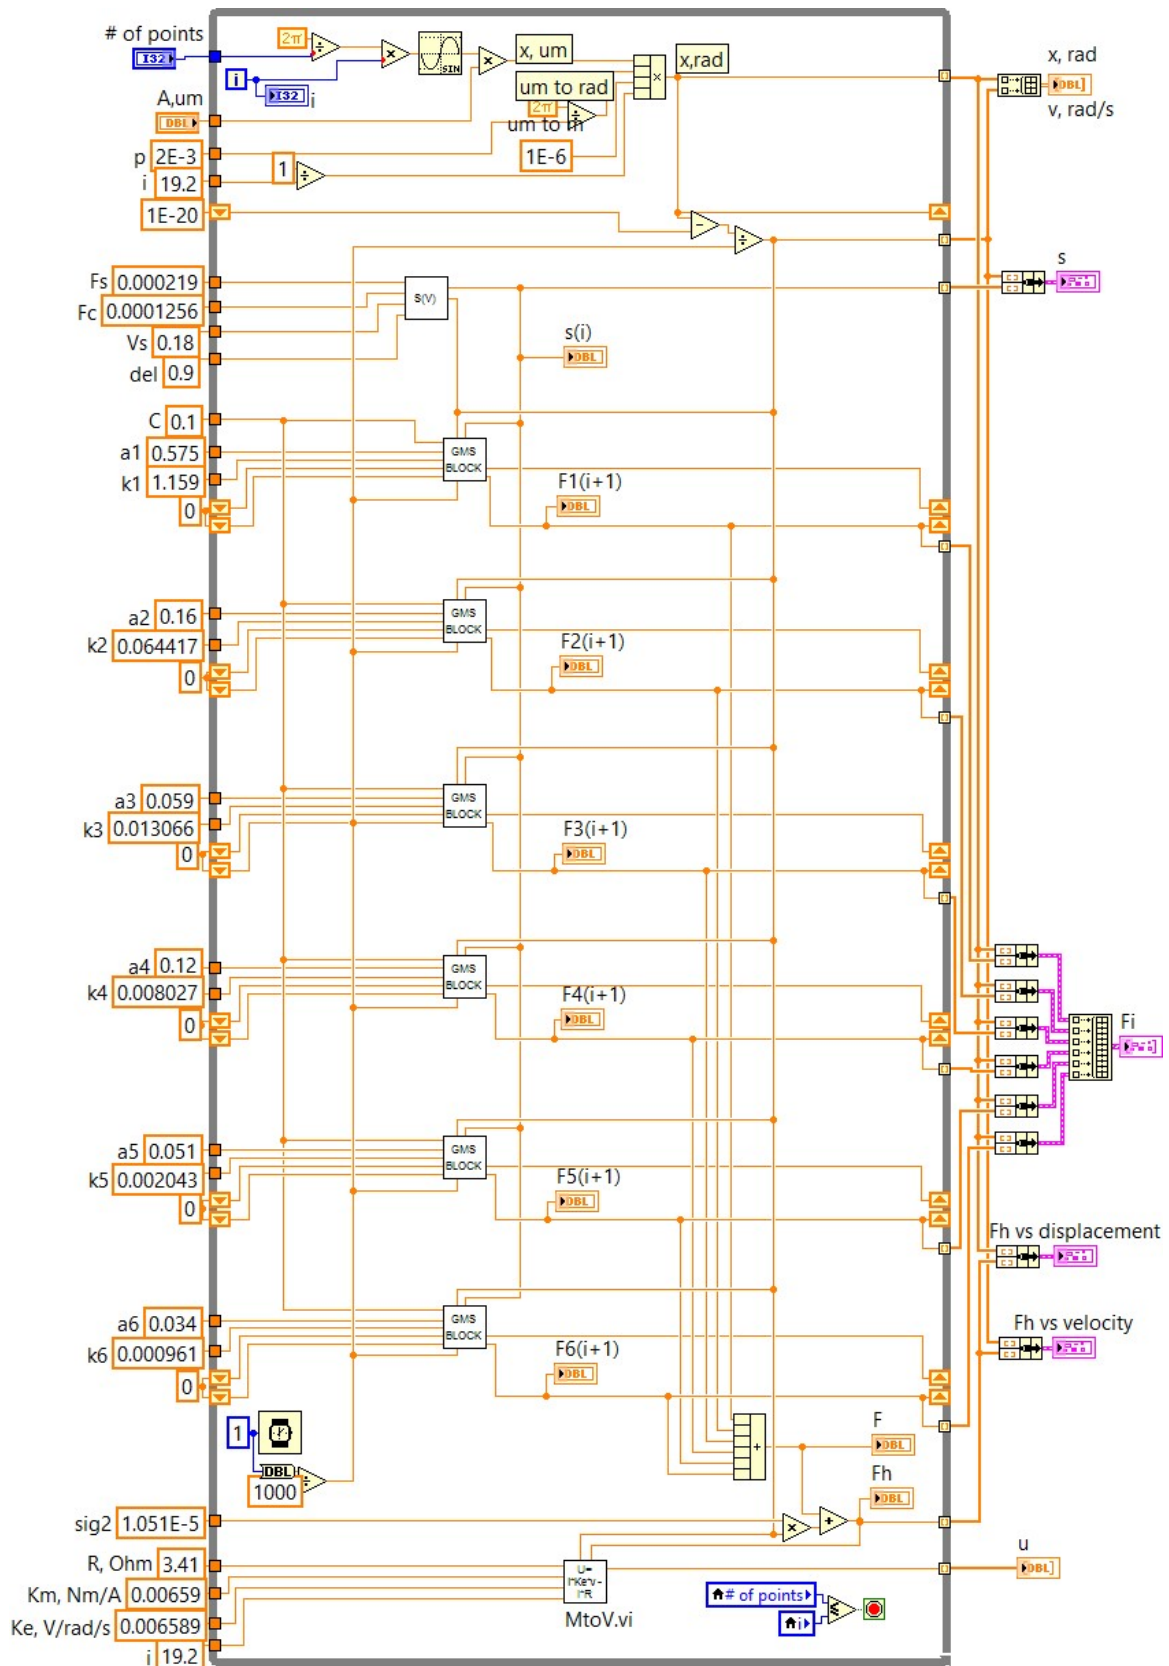 # of points
I32
2π
÷
×
SIN
×
x, um
x,rad
x, rad
DBL]
i
I32
i
um to rad
×
v, rad/s
A,um
DBL
2π
÷
um to m
p 2E-3
1E-6
i 19.2
1
÷
1E-20
-
÷
s
Fs 0.000219
S(V)
Fc 0.0001256
Vs 0.18
s(i)
DBL
del 0.9
C 0.1
a1 0.575
GMS
BLOCK
k1 1.159
F1(i+1)
DBL
0
a2 0.16
GMS
BLOCK
k2 0.064417
F2(i+1)
DBL
0
a3 0.059
GMS
BLOCK
k3 0.013066
F3(i+1)
DBL
0
a4 0.12
GMS
BLOCK
k4 0.008027
F4(i+1)
DBL
0
Fi
a5 0.051
GMS
BLOCK
k5 0.002043
F5(i+1)
DBL
0
Fh vs displacement
a6 0.034
GMS
BLOCK
Fh vs velocity
k6 0.000961
F6(i+1)
DBL
0
1
+
F
DBL
DBL
÷
1000
Fh
DBL
sig2 1.051E-5
×
+
R, Ohm 3.41
U=
I*Ke*v-
I*R
u
DBL]
Km, Nm/A 0.00659
# of points
MtoV.vi
Ke, V/rad/s 0.006589
i
i 19.2